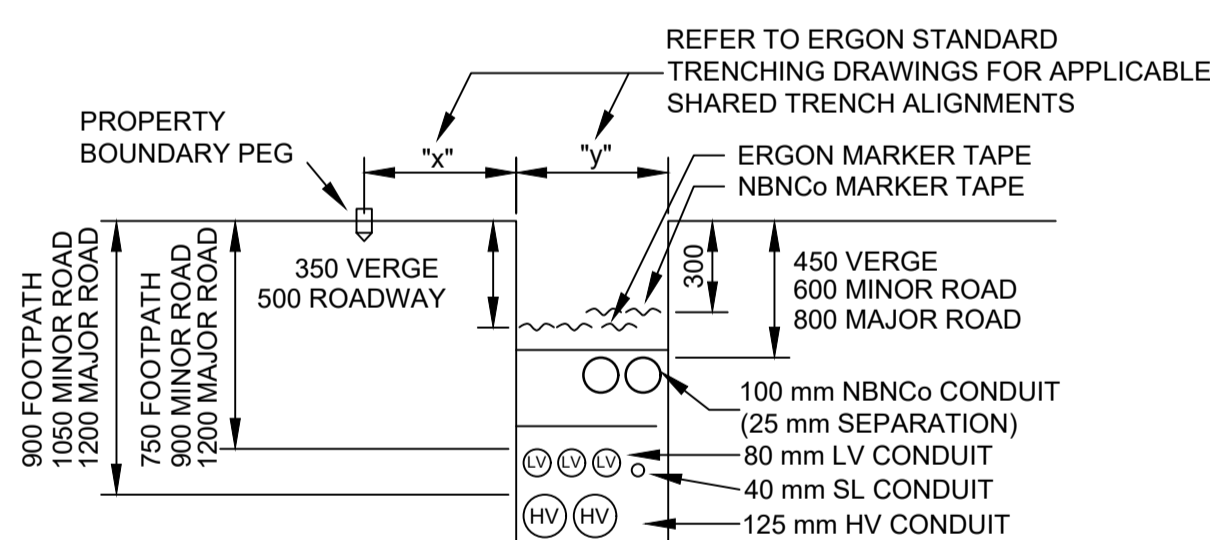 REFER TO ERGON STANDARD
TRENCHING DRAWINGS FOR APPLICABLE
SHARED TRENCH ALIGNMENTS
PROPERTY
BOUNDARY PEG
"x"
"y"
ERGON MARKER TAPE
NBNCo MARKER TAPE
900 FOOTPATH
1050 MINOR ROAD
1200 MAJOR ROAD
750 FOOTPATH
900 MINOR ROAD
1200 MAJOR ROAD
350 VERGE
500 ROADWAY
300
450 VERGE
600 MINOR ROAD
800 MAJOR ROAD
100 mm NBNCo CONDUIT
(25 mm SEPARATION)
LV LV LV
80 mm LV CONDUIT
40 mm SL CONDUIT
HV HV
125 mm HV CONDUIT